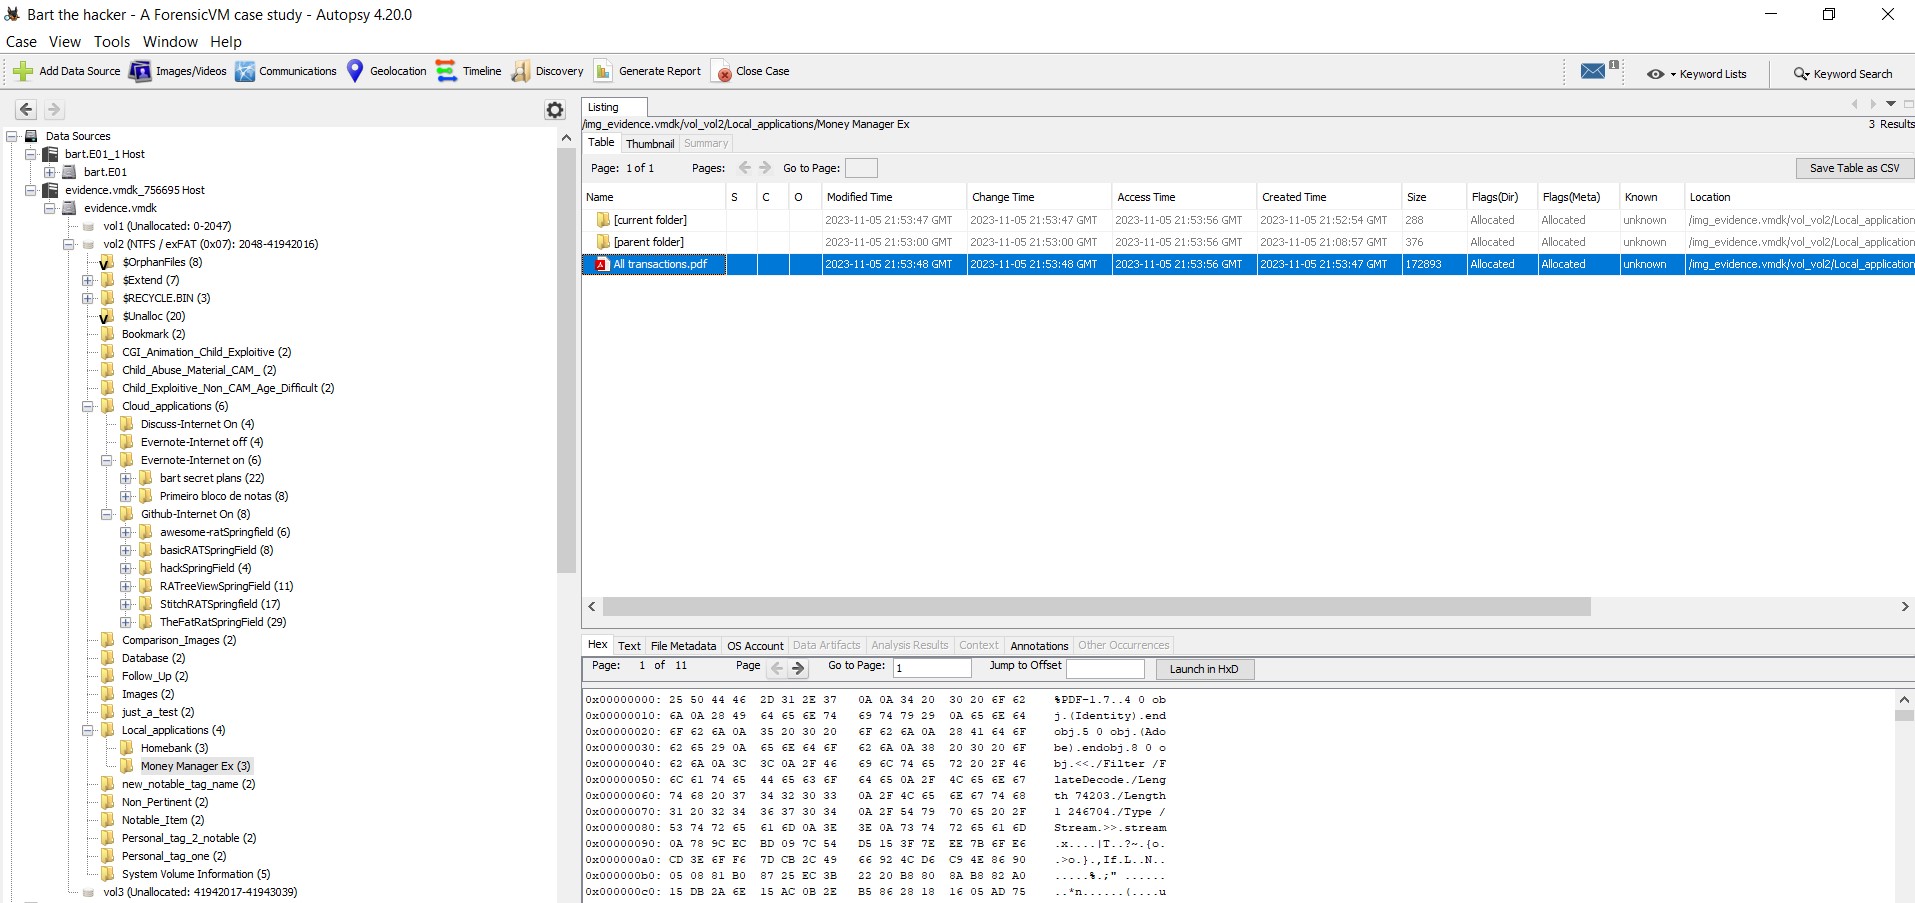 Bart the hacker - A ForensicVM case study - Autopsy 4.20.0
Case View Tools Window Help
Add Data Source Images/Videos Communications Geolocation Timeline Discovery Generate Report Close Case 1 Keyword Lists Keyword Search
Data Sources
bart.E01_1 Host
bart.E01
evidence.vmdk_756695 Host
evidence.vmdk
vol1 (Unallocated: 0-2047)
vol2 (NTFS / exFAT (0x07): 2048-41942016)
$OrphanFiles (8)
$Extend (7)
$RECYCLE.BIN (3)
$Unalloc (20)
Bookmark (2)
CGI_Animation_Child_Exploitive (2)
Child_Abuse_Material_CAM_ (2)
Child_Exploitive_Non_CAM_Age_Difficult (2)
Cloud_applications (6)
Discuss-Internet On (4)
Evernote-Internet off (4)
Evernote-Internet on (6)
bart secret plans (22)
Primeiro bloco de notas (8)
Github-Internet On (8)
awesome-ratSpringfield (6)
basicRATSpringField (8)
hackSpringField (4)
RATreeViewSpringField (11)
StitchRATSpringfield (17)
TheFatRatSpringField (29)
Comparison_Images (2)
Database (2)
Follow_Up (2)
Images (2)
just_a_test (2)
Local_applications (4)
Homebank (3)
Money Manager Ex (3)
new_notable_tag_name (2)
Non_Pertinent (2)
Notable_Item (2)
Personal_tag_2_notable (2)
Personal_tag_one (2)
System Volume Information (5)
vol3 (Unallocated: 41942017-41943039)
Listing
/img_evidence.vmdk/vol_vol2/Local_applications/Money Manager Ex 3 Results
Table Thumbnail Summary
Page: 1 of 1 Pages: Go to Page: Save Table as CSV
Name S C O Modified Time Change Time Access Time Created Time Size Flags(Dir) Flags(Meta) Known Location
[current folder] 2023-11-05 21:53:47 GMT 2023-11-05 21:53:47 GMT 2023-11-05 21:53:56 GMT 2023-11-05 21:52:54 GMT 288 Allocated Allocated unknown /img_evidence.vmdk/vol_vol2/Local_application
[parent folder] 2023-11-05 21:53:00 GMT 2023-11-05 21:53:00 GMT 2023-11-05 21:53:56 GMT 2023-11-05 21:08:57 GMT 376 Allocated Allocated unknown /img_evidence.vmdk/vol_vol2/Local_application
All transactions.pdf 2023-11-05 21:53:48 GMT 2023-11-05 21:53:48 GMT 2023-11-05 21:53:56 GMT 2023-11-05 21:53:47 GMT 172893 Allocated Allocated unknown /img_evidence.vmdk/vol_vol2/Local_application
Hex Text File Metadata OS Account Data Artifacts Analysis Results Context Annotations Other Occurrences
Page: 1 of 11 Page Go to Page: 1 Jump to Offset Launch in HxD
0x00000000: 25 50 44 46 2D 31 2E 37 0A 0A 34 20 30 20 6F 62 %PDF-1.7..4 0 ob
0x00000010: 6A 0A 28 49 64 65 6E 74 69 74 79 29 0A 65 6E 64 j.(Identity).end
0x00000020: 6F 62 6A 0A 35 20 30 20 6F 62 6A 0A 28 41 64 6F obj.5 0 obj.(Ado
0x00000030: 62 65 29 0A 65 6E 64 6F 62 6A 0A 38 20 30 20 6F be).endobj.8 0 o
0x00000040: 62 6A 0A 3C 3C 0A 2F 46 69 6C 74 65 72 20 2F 46 bj.<<./Filter /F
0x00000050: 6C 61 74 65 44 65 63 6F 64 65 0A 2F 4C 65 6E 67 lateDecode./Leng
0x00000060: 74 68 20 37 34 32 30 33 0A 2F 4C 65 6E 67 74 68 th 74203./Length
0x00000070: 31 20 32 34 36 37 30 34 0A 2F 54 79 70 65 20 2F 1 246704./Type /
0x00000080: 53 74 72 65 61 6D 0A 3E 3E 0A 73 74 72 65 61 6D Stream.>>.stream
0x00000090: 0A 78 9C EC BD 09 7C 54 D5 15 3F 7E EE 7B 6F E6 .x....|T..?~.{o.
0x000000a0: CD 3E 6F F6 7D CB 2C 49 66 92 4C D6 C9 4E 86 90 .>o.}.,If.L..N..
0x000000b0: 05 08 81 B0 87 25 EC 3B 22 20 B8 80 8A B8 82 A0 .....%.;" ......
0x000000c0: 15 DB 2A 6E 15 AC 0B 2E B5 86 28 18 16 05 AD 75 ..*n......(....u